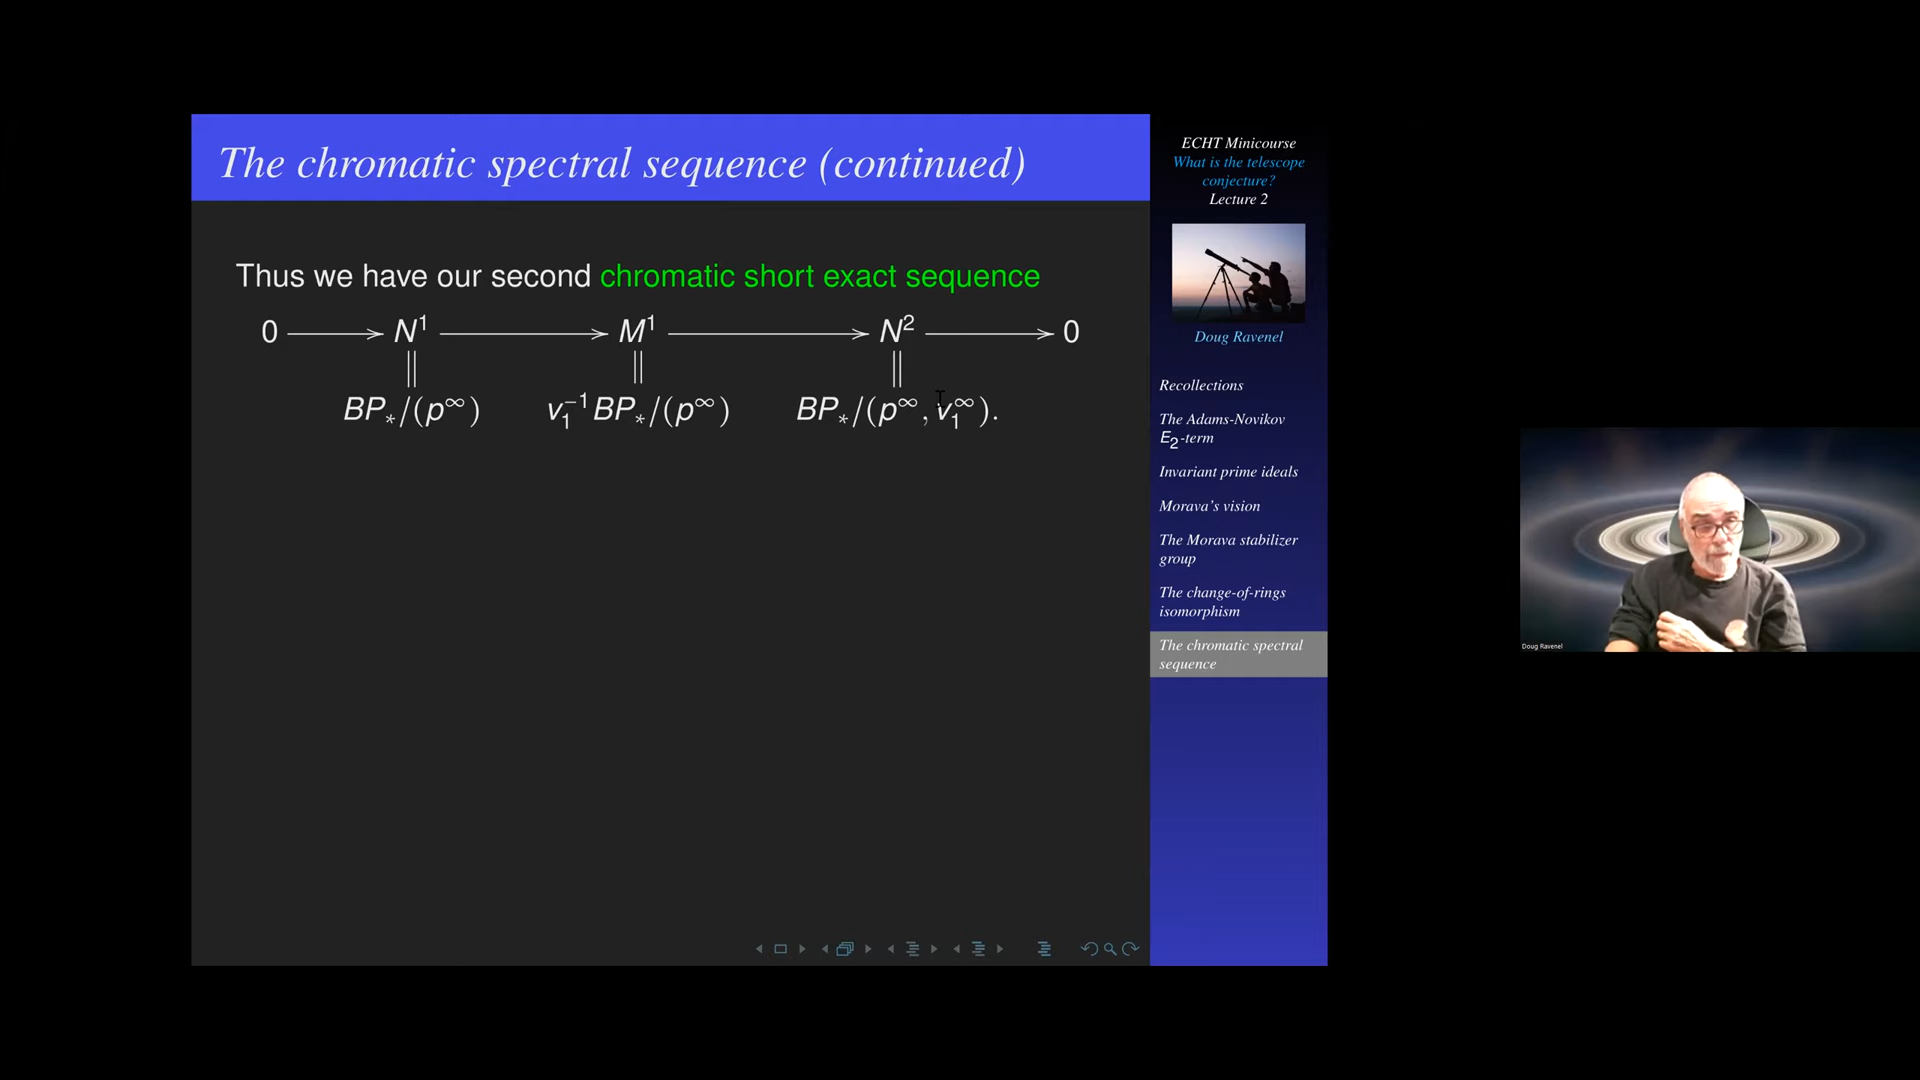 The chromatic spectral sequence (continued)
Thus we have our second chromatic short exact sequence
0 → N¹ → M¹ → N² → 0
|| || ||
BP₊/(p^∞) v₁⁻¹BP₊/(p^∞) BP₊/(p^∞, v₁^∞).
ECHT Minicourse
What is the telescope
conjecture?
Lecture 2
Doug Ravenel
Recollections
The Adams-Novikov
E₂-term
Invariant prime ideals
Morava's vision
The Morava stabilizer
group
The change-of-rings
isomorphism
The chromatic spectral
sequence
Doug Ravenel